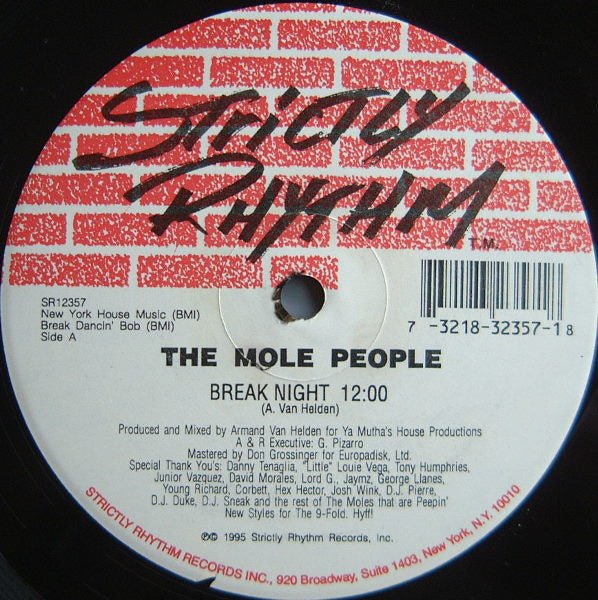 STRICTLY
RHYTHM
T.M.
SR12357
New York House Music (BMI)
Break Dancin' Bob (BMI)
Side A
7 -3218-32357-1 8
THE MOLE PEOPLE
BREAK NIGHT 12:00
(A. Van Helden)
Produced and Mixed by Armand Van Helden for Ya Mutha's House Productions
A & R Executive: G. Pizarro
Mastered by Don Grossinger for Europadisk, Ltd.
Special Thank You's: Danny Tenaglia, "Little" Louie Vega, Tony Humphries,
Junior Vazquez, David Morales, Lord G., Jaymz, George Llanes,
Young Richard, Corbett, Hex Hector, Josh Wink, D.J. Pierre,
D.J. Duke, D.J. Sneak and the rest of The Moles that are Peepin'
New Styles for The 9-Fold. Hyff!
℗© 1995 Strictly Rhythm Records, Inc.
STRICTLY RHYTHM RECORDS INC., 920 Broadway, Suite 1403, New York, N.Y. 10010